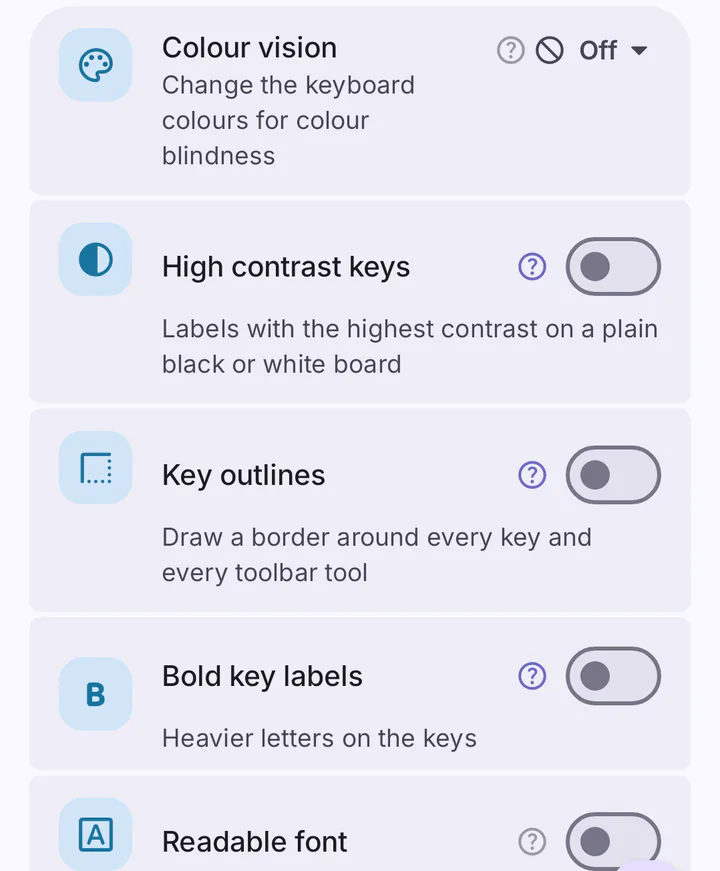 Colour vision
Off
Change the keyboard
colours for colour
blindness
High contrast keys
Labels with the highest contrast on a plain
black or white board
Key outlines
Draw a border around every key and
every toolbar tool
B
Bold key labels
Heavier letters on the keys
A
Readable font